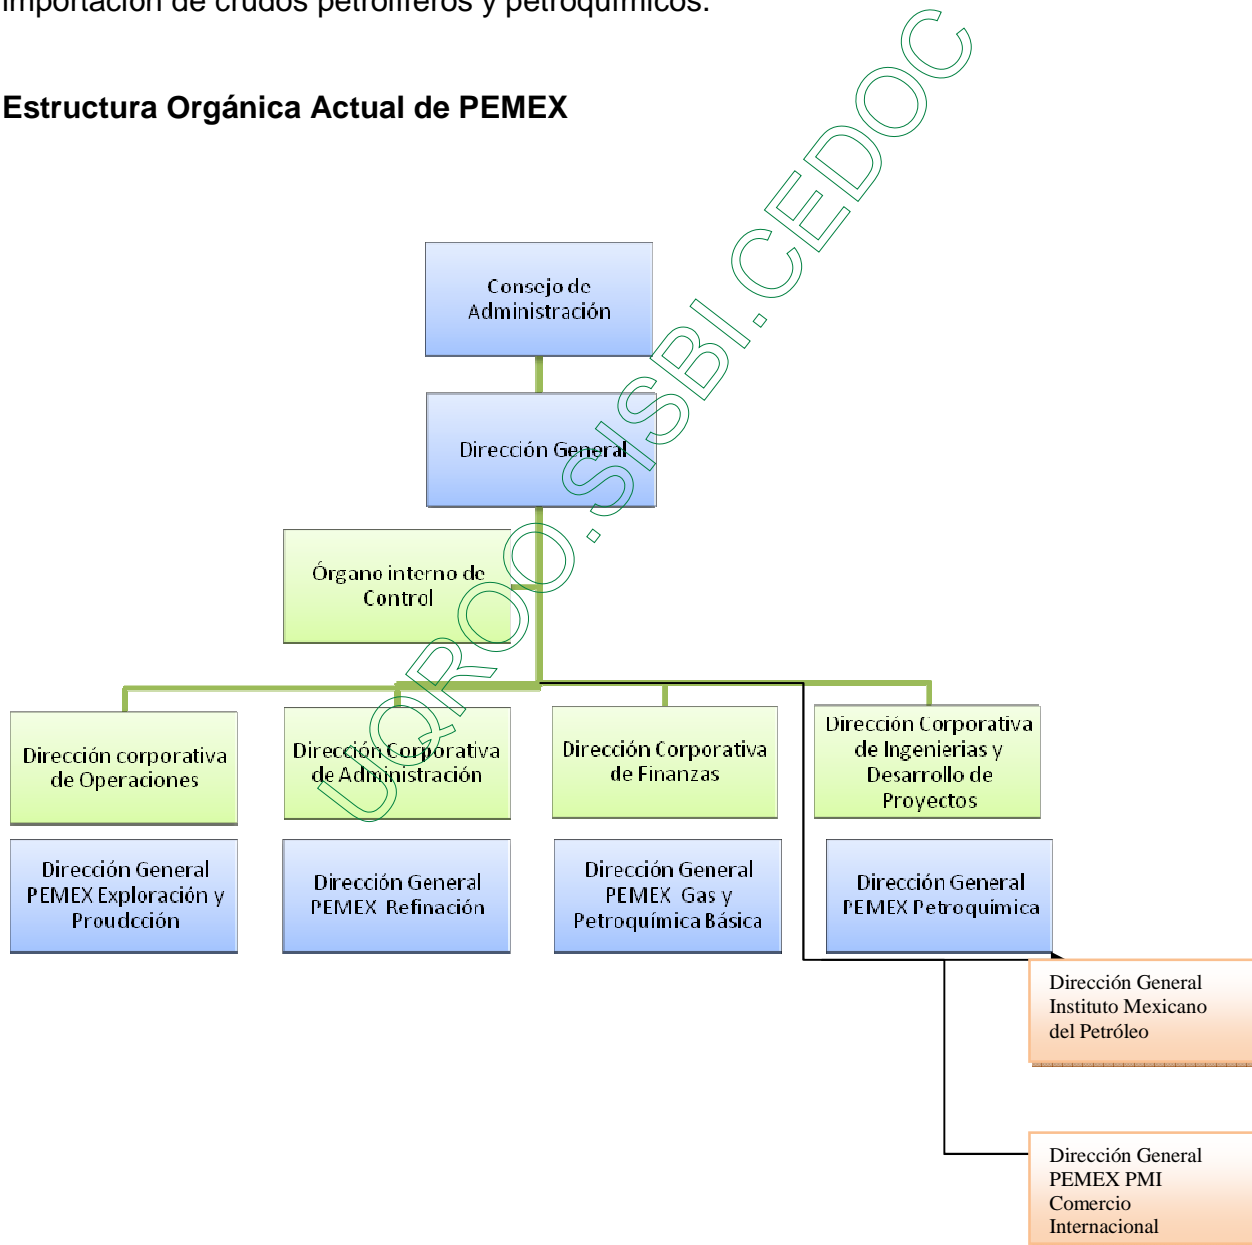 importación de crudos petrolíferos y petroquímicos.
Estructura Orgánica Actual de PEMEX
Consejo de
Administración
Dirección General
Órgano interno de
Control
Dirección corporativa
de Operaciones
Dirección Corporativa
de Administración
Dirección Corporativa
de Finanzas
Dirección Corporativa
de Ingenierias y
Desarrollo de
Proyectos
Dirección General
PEMEX Exploración y
Proudcción
Dirección General
PEMEX Refinación
Dirección General
PEMEX Gas y
Petroquímica Básica
Dirección General
PEMEX Petroquímica
Dirección General
Instituto Mexicano
del Petróleo
Dirección General
PEMEX PMI
Comercio
Internacional
UQROO.SISBI.CEDOC